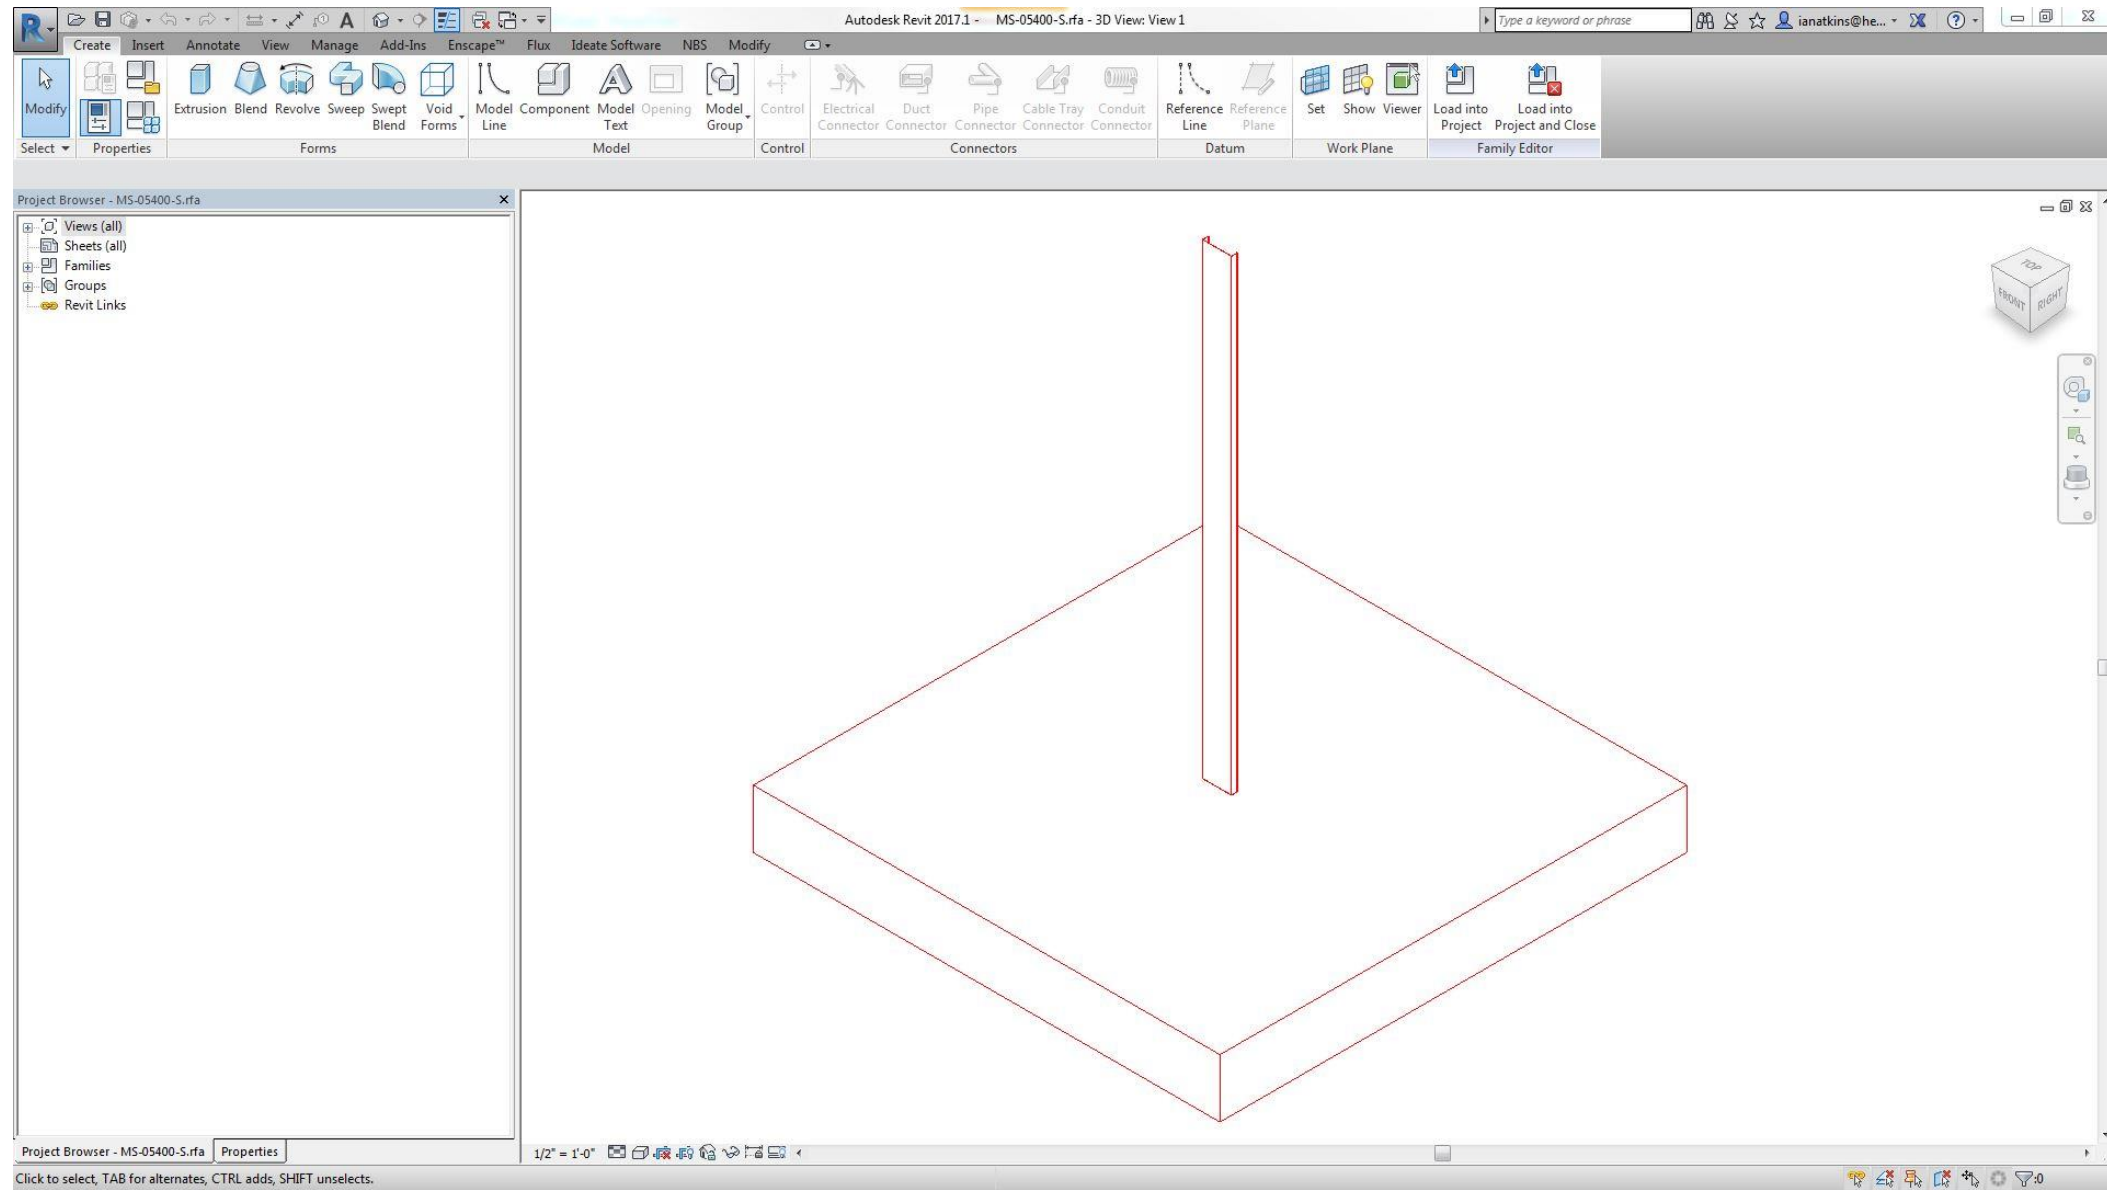 Autodesk Revit 2017.1 - MS-05400-S.rfa - 3D View: View 1
Type a keyword or phrase
ianatkins@he...
Create Insert Annotate View Manage Add-Ins Enscape™ Flux Ideate Software NBS Modify
Modify
Extrusion Blend Revolve Sweep Swept Blend Void Forms
Model Line Component Model Text Opening Model Group
Control
Electrical Connector Duct Connector Pipe Connector Cable Tray Connector Conduit Connector
Reference Line Reference Plane
Set Show Viewer
Load into Project Load into Project and Close
Select Properties Forms Model Control Connectors Datum Work Plane Family Editor
Project Browser - MS-05400-S.rfa
Views (all)
Sheets (all)
Families
Groups
Revit Links
TOP
FRONT RIGHT
Project Browser - MS-05400-S.rfa Properties
1/2" = 1'-0"
Click to select, TAB for alternates, CTRL adds, SHIFT unselects.
:0